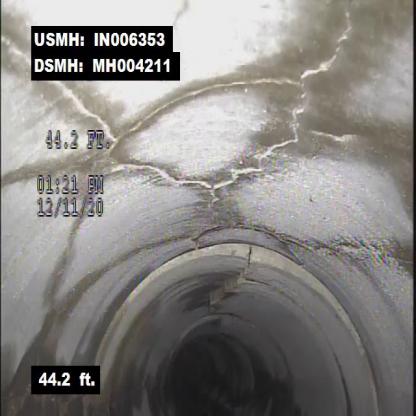 USMH: IN006353
DSMH: MH004211
44.2 FT.
01:21 PM
12/11/20
44.2 ft.